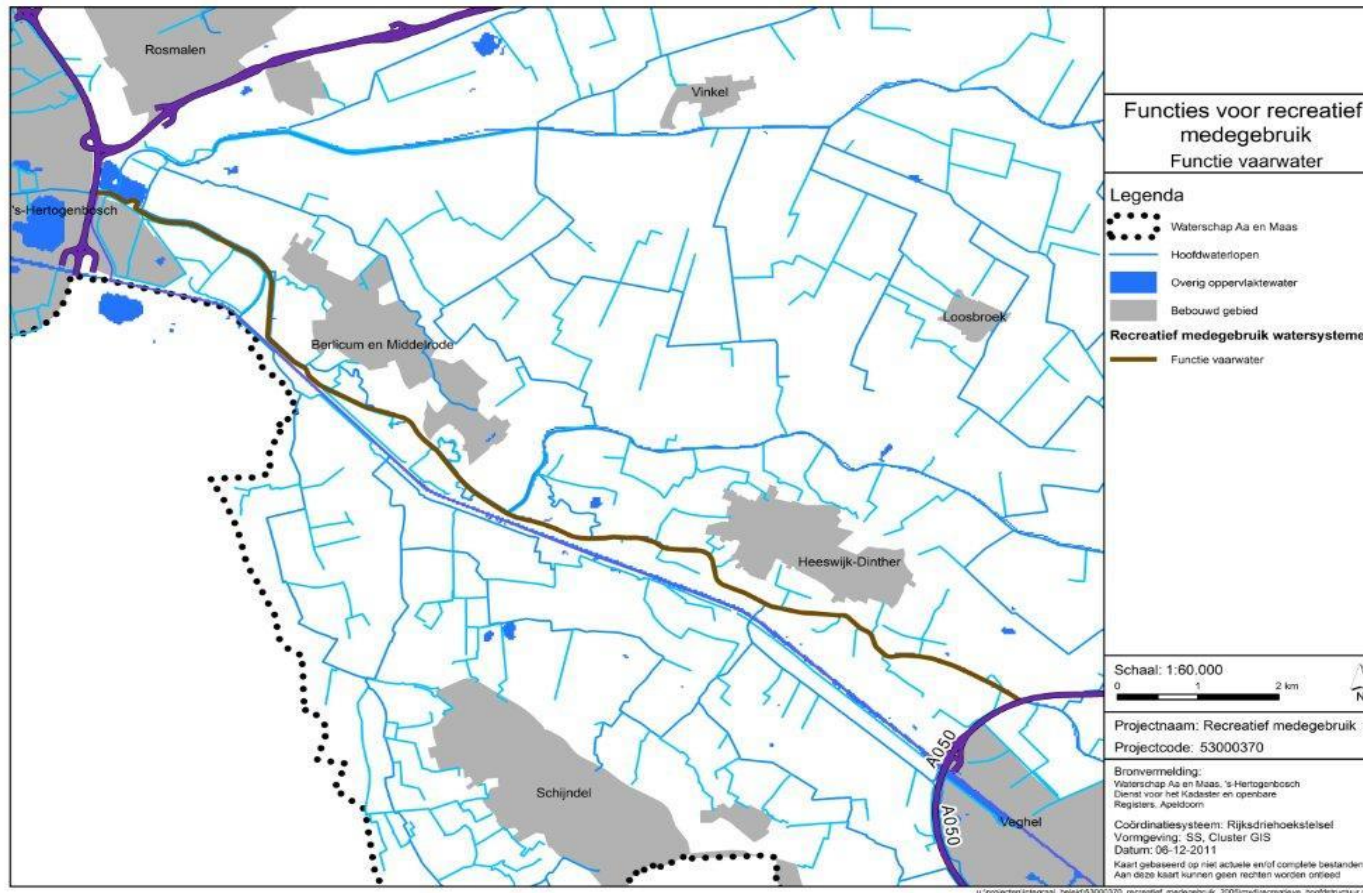 Rosmalen
Vinkel
's-Hertogenbosch
Loosbroek
Berlicum en Middelrode
Heeswijk-Dinther
Schijndel
A050
A050
Veghel
Functies voor recreatief
medegebruik
Functie vaarwater
Legenda
Waterschap Aa en Maas
Hoofdwaterlopen
Overig oppervlaktewater
Bebouwd gebied
Recreatief medegebruik watersysteme
Functie vaarwater
Schaal: 1:60.000
0 1 2 km
N
Projectnaam: Recreatief medegebruik
Projectcode: 53000370
Bronvermelding:
Waterschap Aa en Maas, 's-Hertogenbosch
Dienst voor het Kadaster en openbare
Registers, Apeldoorn
Coördinatiesysteem: Rijksdriehoekstelsel
Vormgeving: SS, Cluster GIS
Datum: 06-12-2011
Kaart gebaseerd op niet actuele en/of complete bestanden
Aan deze kaart kunnen geen rechten worden ontleed